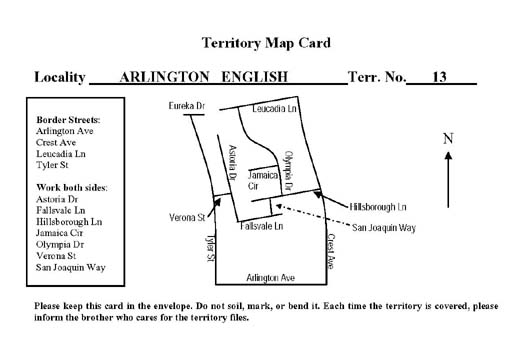 Territory Map Card
Locality ARLINGTON ENGLISH Terr. No. 13
Border Streets:
Arlington Ave
Crest Ave
Leucadia Ln
Tyler St
Work both sides:
Astoria Dr
Fallsvale Ln
Hillsborough Ln
Jamaica Cir
Olympia Dr
Verona St
San Joaquin Way
Eureka Dr
Leucadia Ln
N
Astoria Dr
Olympia Dr
Jamaica
Cir
Hillsborough Ln
Verona St
San Joaquin Way
Fallsvale Ln
Tyler St
Crest Ave
Arlington Ave
Please keep this card in the envelope. Do not soil, mark, or bend it. Each time the territory is covered, please
inform the brother who cares for the territory files.